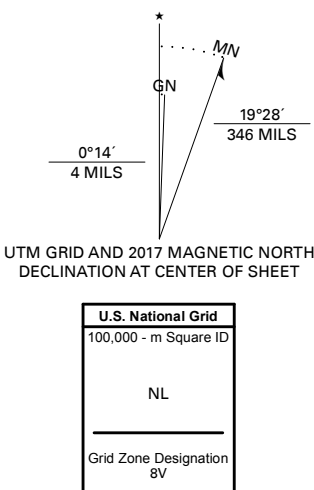 ★
MN
GN
19°28´
346 MILS
0°14´
4 MILS
UTM GRID AND 2017 MAGNETIC NORTH
DECLINATION AT CENTER OF SHEET
U.S. National Grid
100,000 - m Square ID
NL
Grid Zone Designation
8V